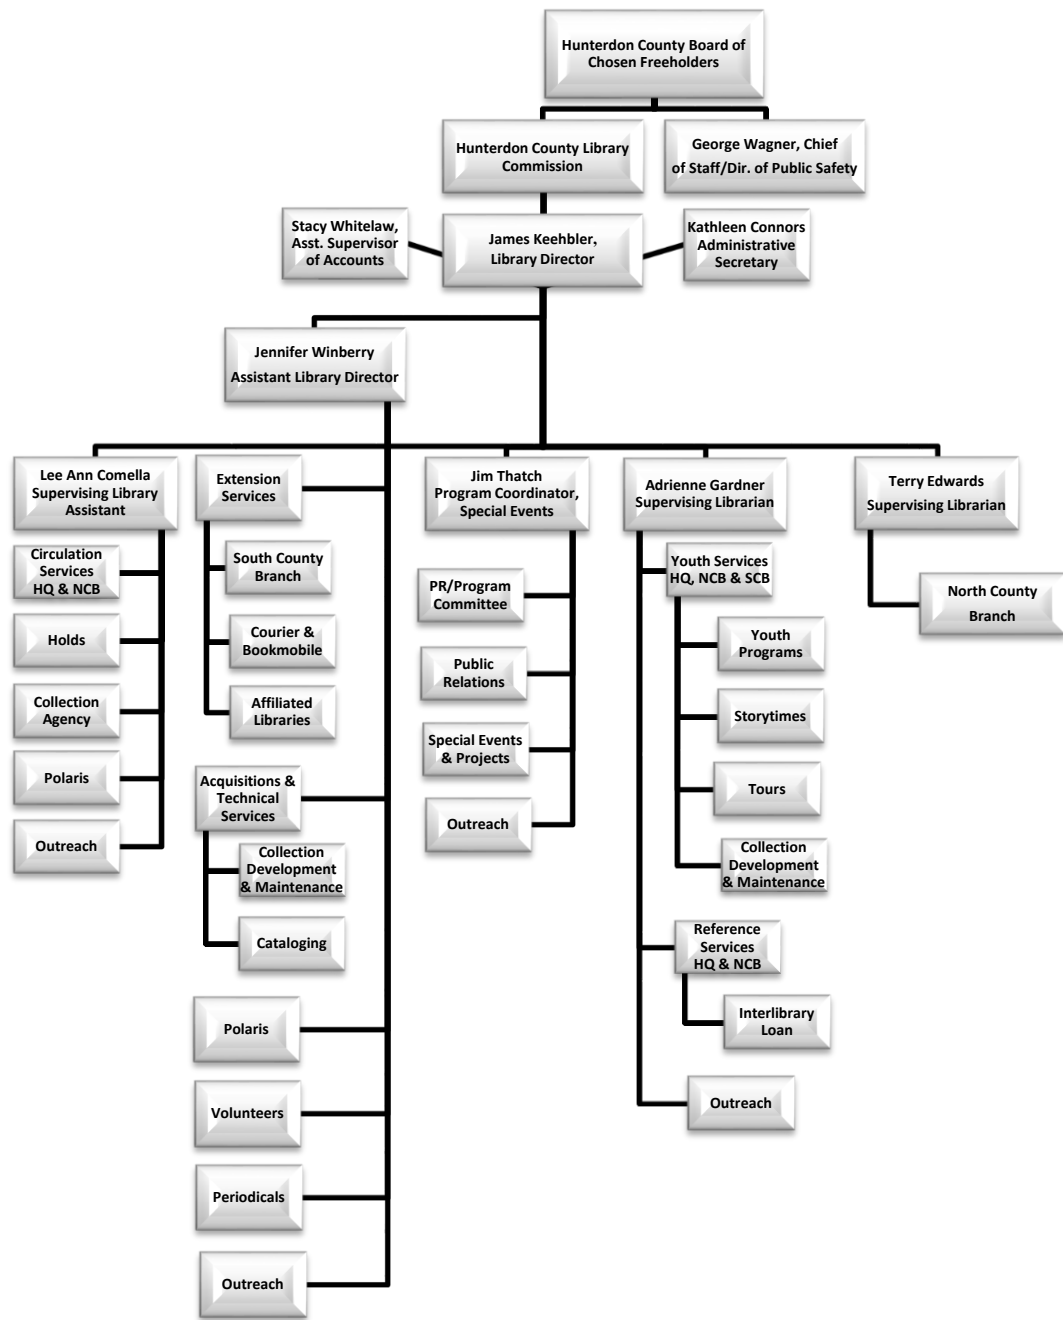 Hunterdon County Board of
Chosen Freeholders
Hunterdon County Library
Commission
George Wagner, Chief
of Staff/Dir. of Public Safety
Stacy Whitelaw,
Asst. Supervisor
of Accounts
James Keehbler,
Library Director
Kathleen Connors
Administrative
Secretary
Jennifer Winberry
Assistant Library Director
Lee Ann Comella
Supervising Library
Assistant
Circulation
Services
HQ & NCB
Holds
Collection
Agency
Polaris
Outreach
Extension
Services
South County
Branch
Courier &
Bookmobile
Affiliated
Libraries
Acquisitions &
Technical
Services
Collection
Development
& Maintenance
Cataloging
Polaris
Volunteers
Periodicals
Outreach
Jim Thatch
Program Coordinator,
Special Events
PR/Program
Committee
Public
Relations
Special Events
& Projects
Outreach
Adrienne Gardner
Supervising Librarian
Youth Services
HQ, NCB & SCB
Youth
Programs
Storytimes
Tours
Collection
Development
& Maintenance
Reference
Services
HQ & NCB
Interlibrary
Loan
Outreach
Terry Edwards
Supervising Librarian
North County
Branch